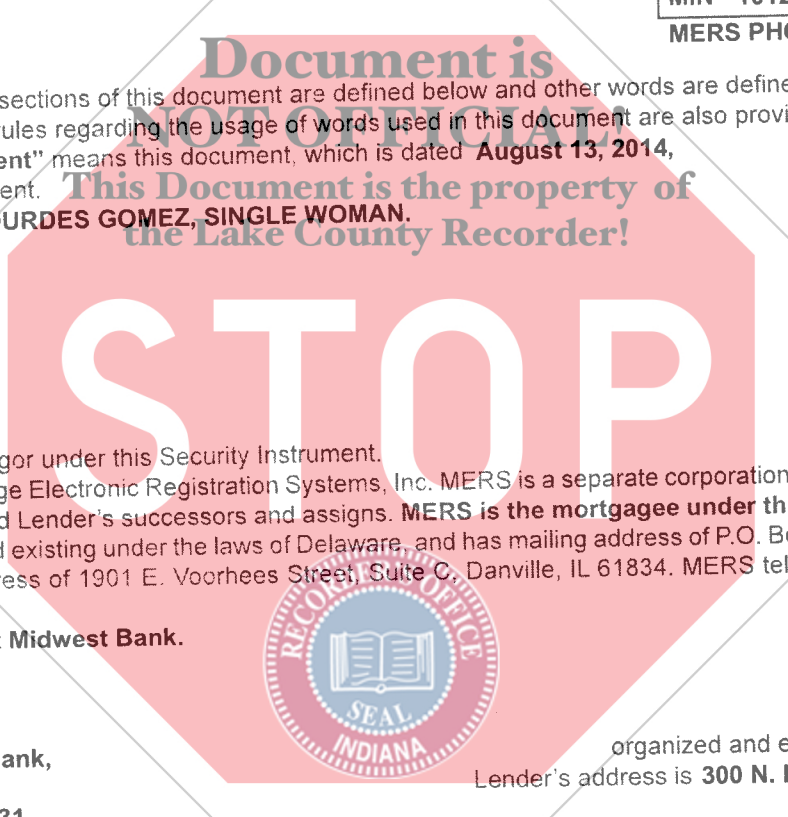 MERS PHO
Document is
sections of this document are defined below and other words are define
ules regarding the usage of words used in this document are also provi
NOT OFFICIAL!
ent" means this document, which is dated August 13, 2014,
ent.
This Document is the property of
URDES GOMEZ, SINGLE WOMAN.
the Lake County Recorder!
STOP
gor under this Security Instrument.
ge Electronic Registration Systems, Inc. MERS is a separate corporation
d Lender's successors and assigns. MERS is the mortgagee under th
d existing under the laws of Delaware, and has mailing address of P.O. B
ress of 1901 E. Voorhees Street, Suite C, Danville, IL 61834. MERS tel
Midwest Bank.
RECORDER'S OFFICE
SEAL
INDIANA
organized and e
ank,
Lender's address is 300 N.